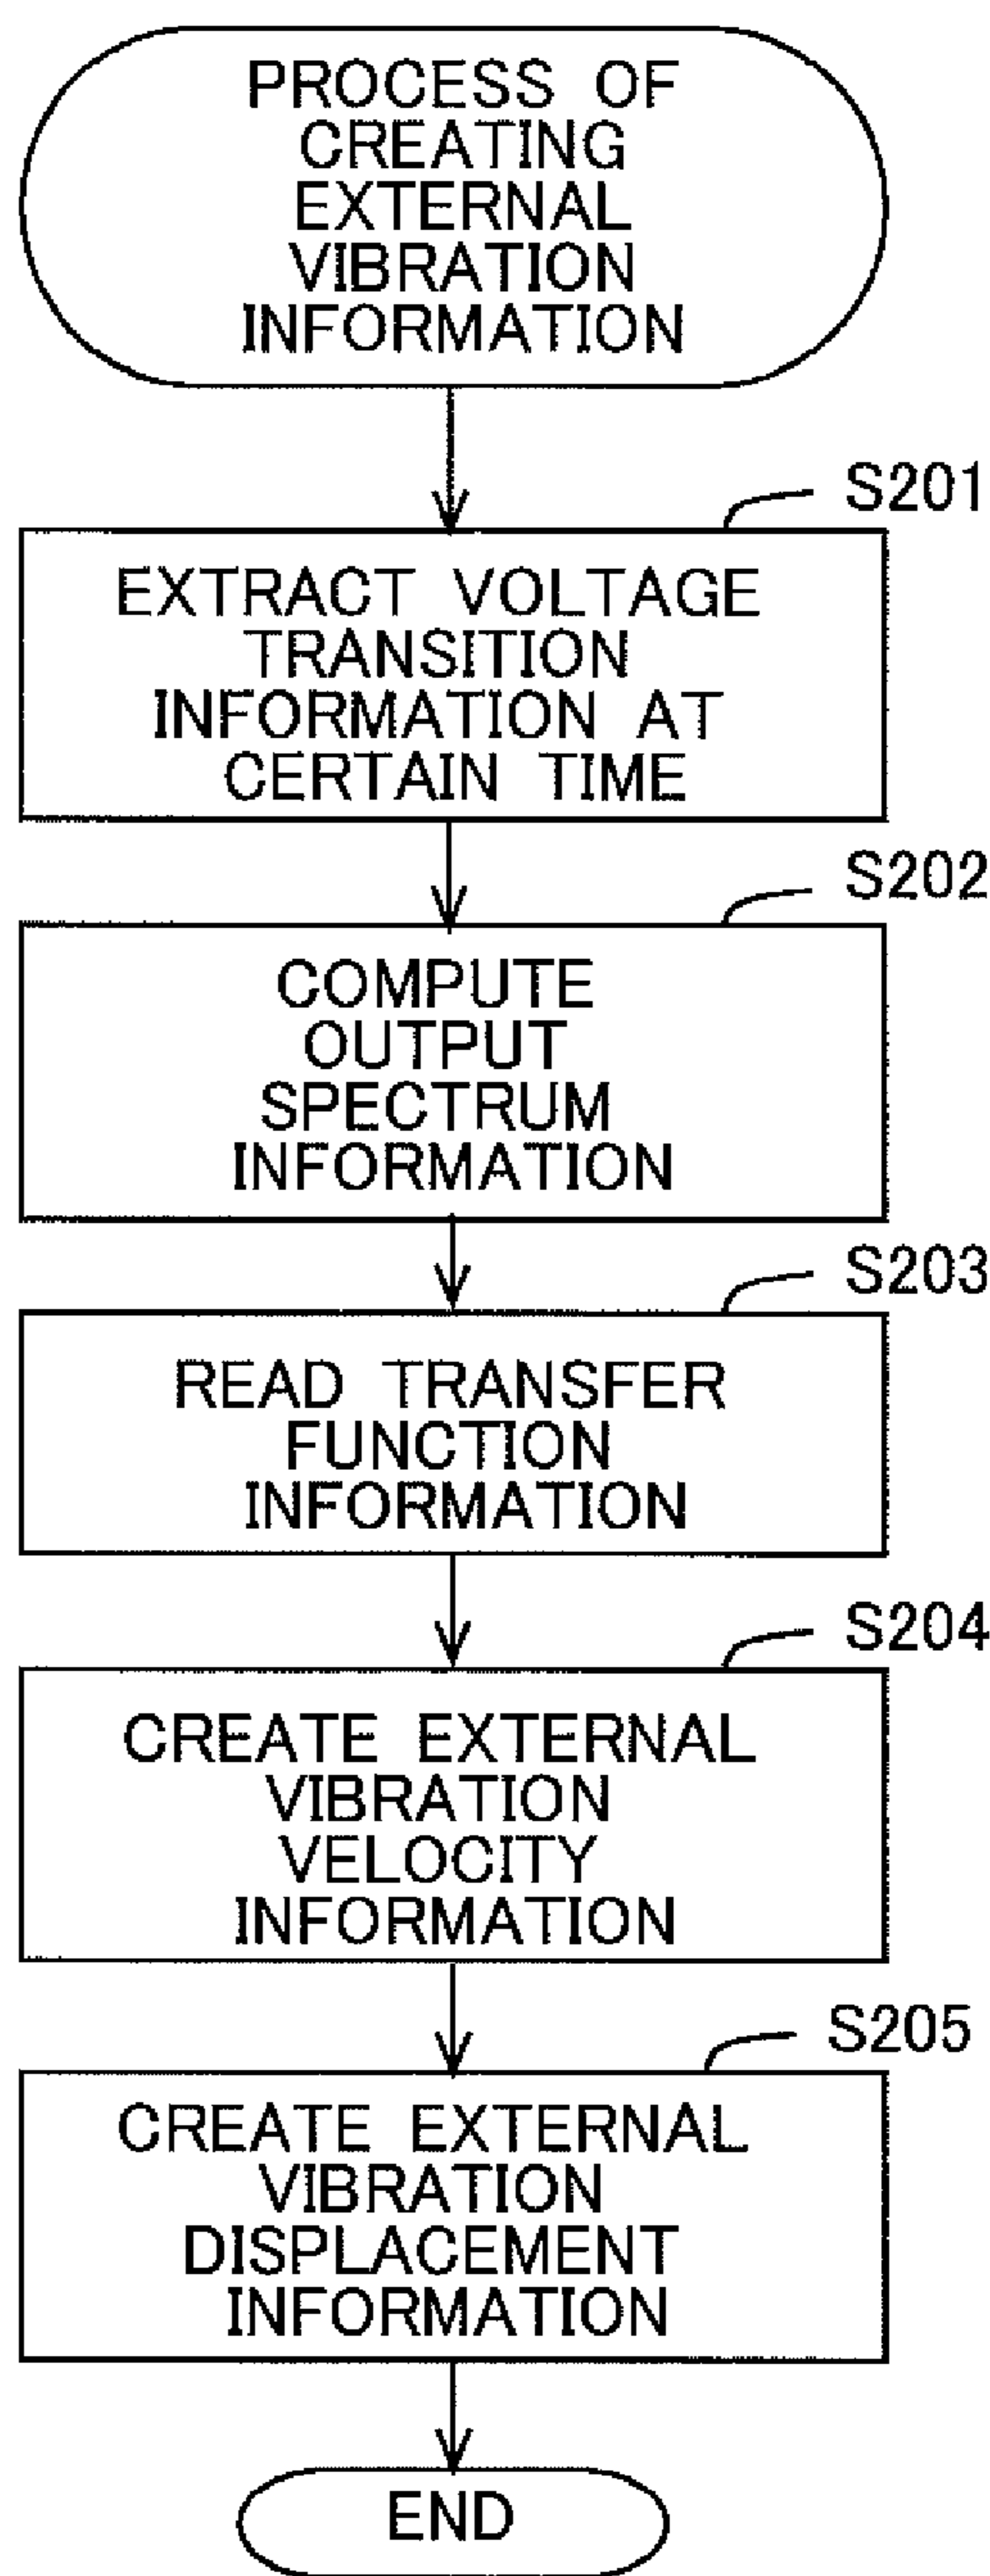 PROCESS OF
CREATING
EXTERNAL
VIBRATION
INFORMATION
S201
EXTRACT VOLTAGE
TRANSITION
INFORMATION AT
CERTAIN TIME
S202
COMPUTE
OUTPUT
SPECTRUM
INFORMATION
S203
READ TRANSFER
FUNCTION
INFORMATION
S204
CREATE EXTERNAL
VIBRATION
VELOCITY
INFORMATION
S205
CREATE EXTERNAL
VIBRATION
DISPLACEMENT
INFORMATION
END